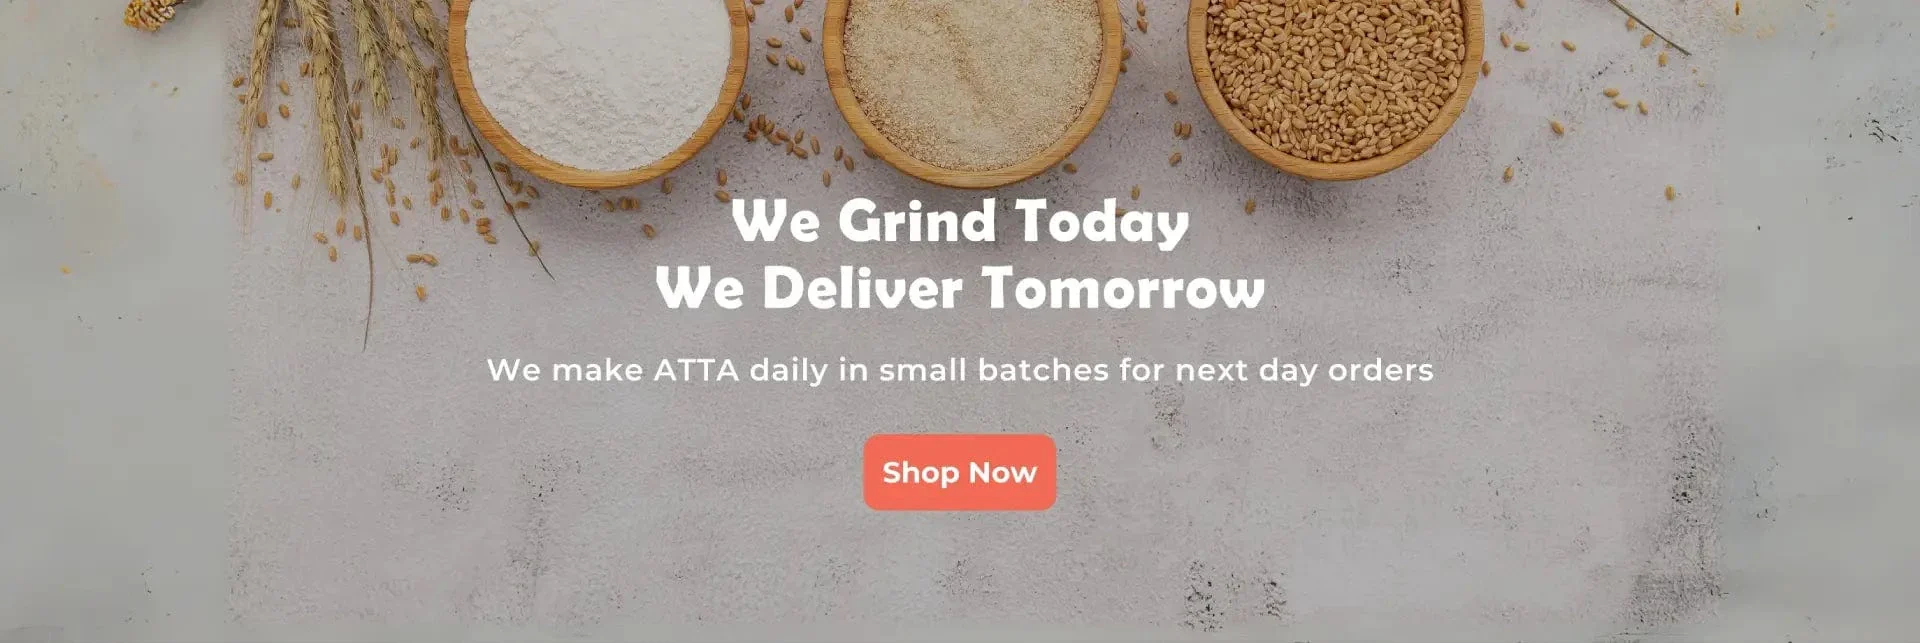 We Grind Today
We Deliver Tomorrow
We make ATTA daily in small batches for next day orders
Shop Now